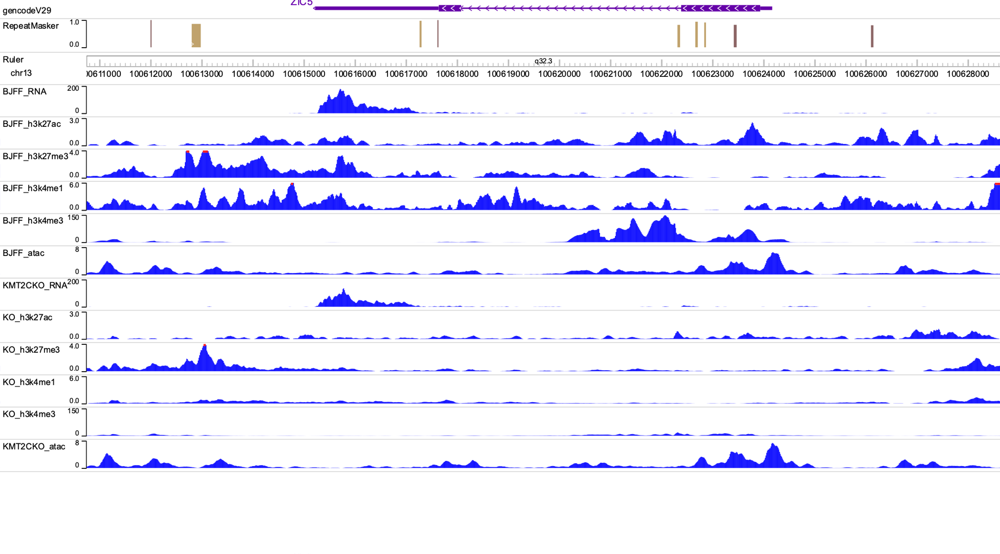 ZIC5
gencodeV29
RepeatMasker 1.0
0.0
Ruler q32.3
chr13 00611000 100612000 100613000 100614000 100615000 100616000 100617000 100618000 100619000 100620000 100621000 100622000 100623000 100624000 100625000 100626000 100627000 100628000
BJFF_RNA 200
0
BJFF_h3k27ac 3.0
0.0
BJFF_h3k27me3 4.0
0.0
BJFF_h3k4me1 6.0
0.0
BJFF_h3k4me3 150
0
BJFF_atac 8
0
KMT2CKO_RNA 200
0
KO_h3k27ac 3.0
0.0
KO_h3k27me3 4.0
0.0
KO_h3k4me1 6.0
0.0
KO_h3k4me3 150
0
KMT2CKO_atac 8
0